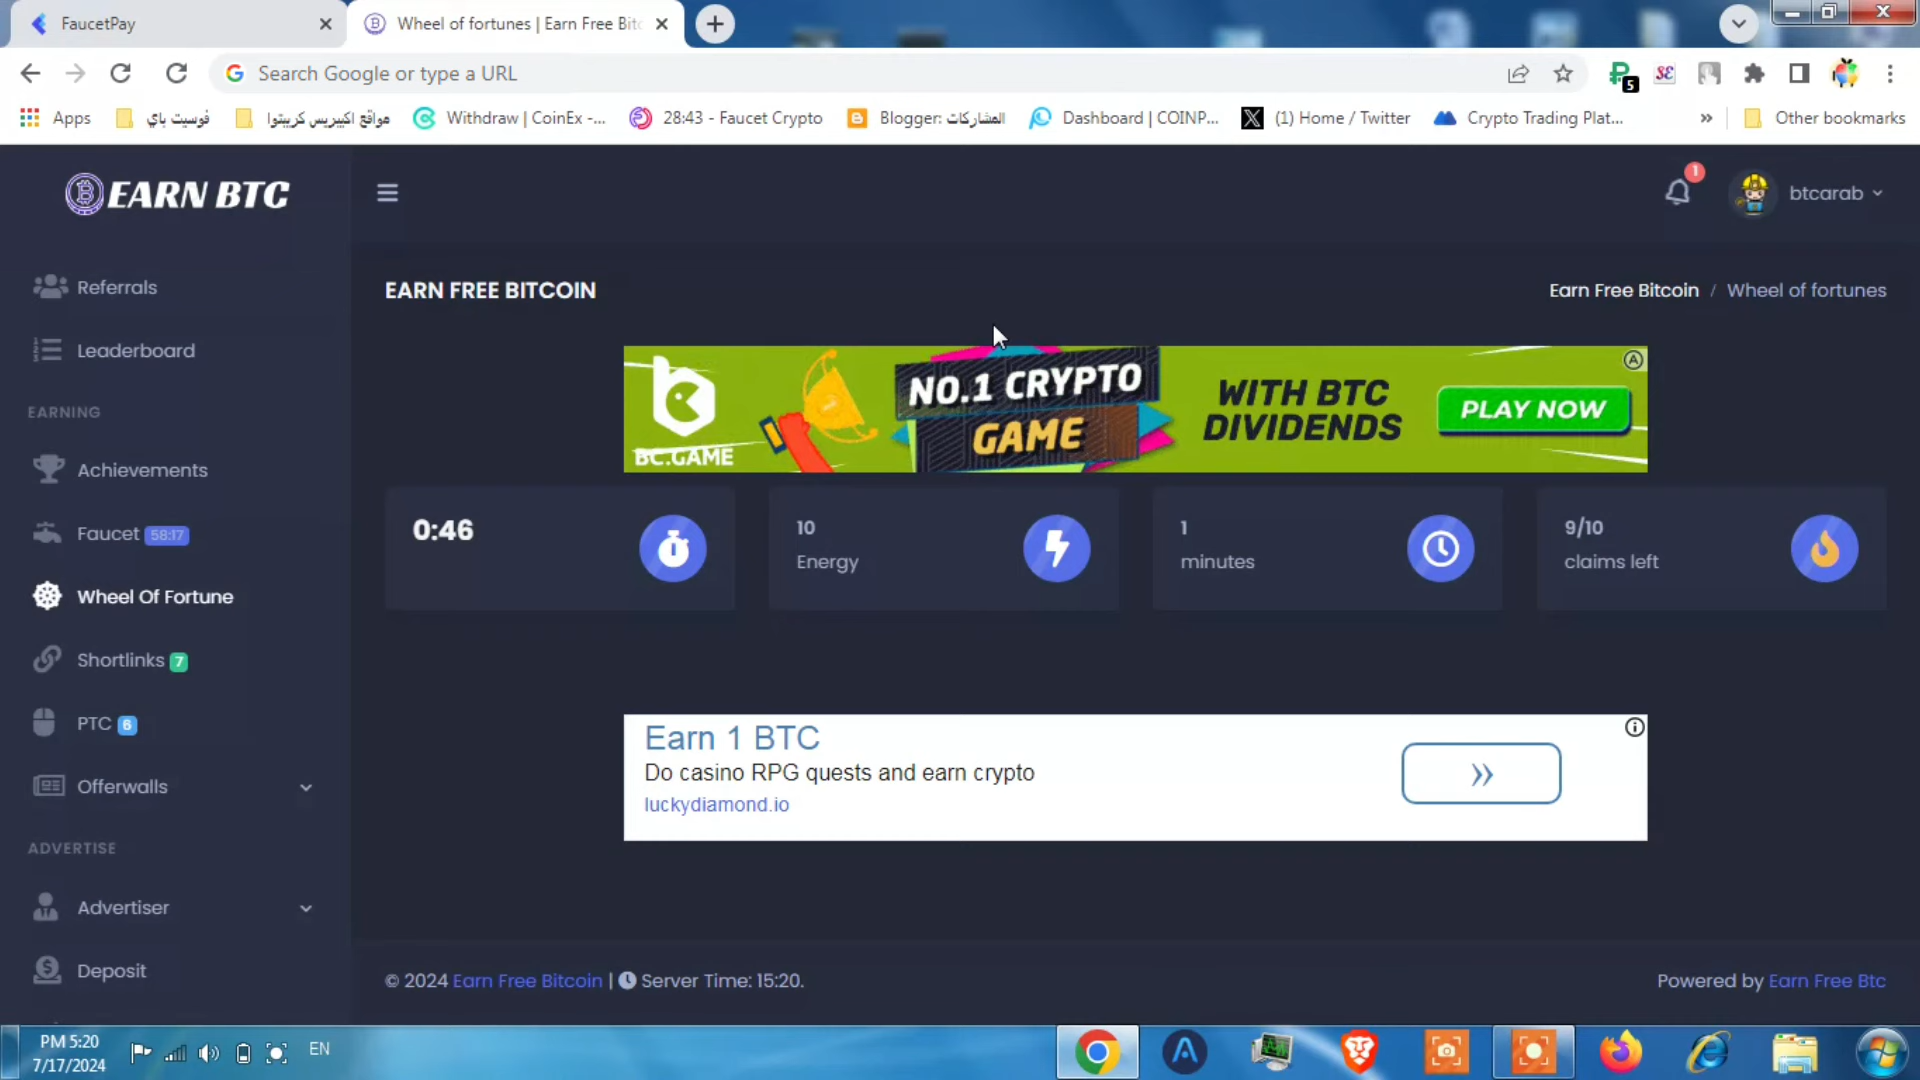 FaucetPay
Wheel of fortunes | Earn Free Bitc
Search Google or type a URL
5
Apps
فوسيت باي
مواقع اكبيريس كريبتوا
Withdraw | CoinEx -...
28:43 - Faucet Crypto
Blogger: المشاركات
Dashboard | COINP...
(1) Home / Twitter
Crypto Trading Plat...
»
Other bookmarks
EARN BTC
1
btcarab
Referrals
Leaderboard
EARNING
Achievements
Faucet 58:17
Wheel Of Fortune
Shortlinks 7
PTC 6
Offerwalls
ADVERTISE
Advertiser
Deposit
EARN FREE BITCOIN
Earn Free Bitcoin / Wheel of fortunes
BC.GAME
NO.1 CRYPTO
GAME
WITH BTC
DIVIDENDS
PLAY NOW
0:46
10
Energy
1
minutes
9/10
claims left
Earn 1 BTC
Do casino RPG quests and earn crypto
luckydiamond.io
»
© 2024 Earn Free Bitcoin | Server Time: 15:20.
Powered by Earn Free Btc
PM 5:20
7/17/2024
EN